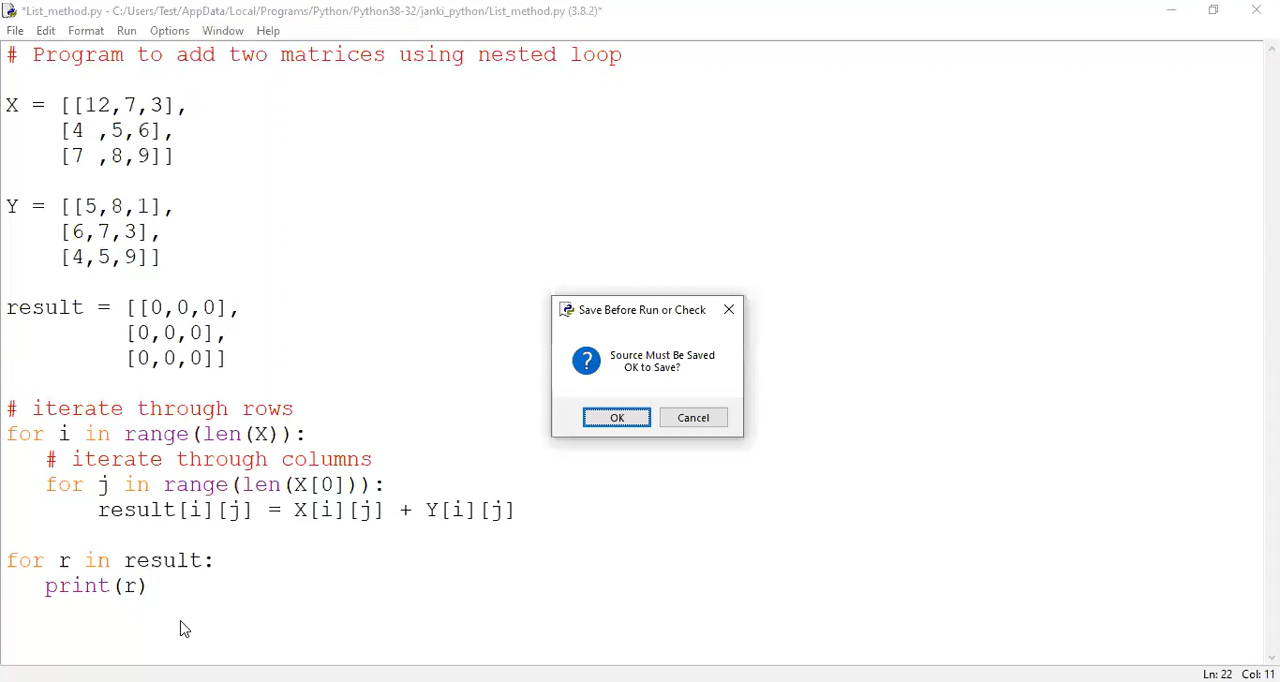 *List_method.py - C:/Users/Test/AppData/Local/Programs/Python/Python38-32/janki_python/List_method.py (3.8.2)*
File Edit Format Run Options Window Help
# Program to add two matrices using nested loop
X = [[12,7,3],
    [4 ,5,6],
    [7 ,8,9]]
Y = [[5,8,1],
    [6,7,3],
    [4,5,9]]
result = [[0,0,0],
         [0,0,0],
         [0,0,0]]
# iterate through rows
for i in range(len(X)):
   # iterate through columns
   for j in range(len(X[0])):
       result[i][j] = X[i][j] + Y[i][j]
for r in result:
   print(r)
Save Before Run or Check
Source Must Be Saved
OK to Save?
OK Cancel
Ln: 22 Col: 11